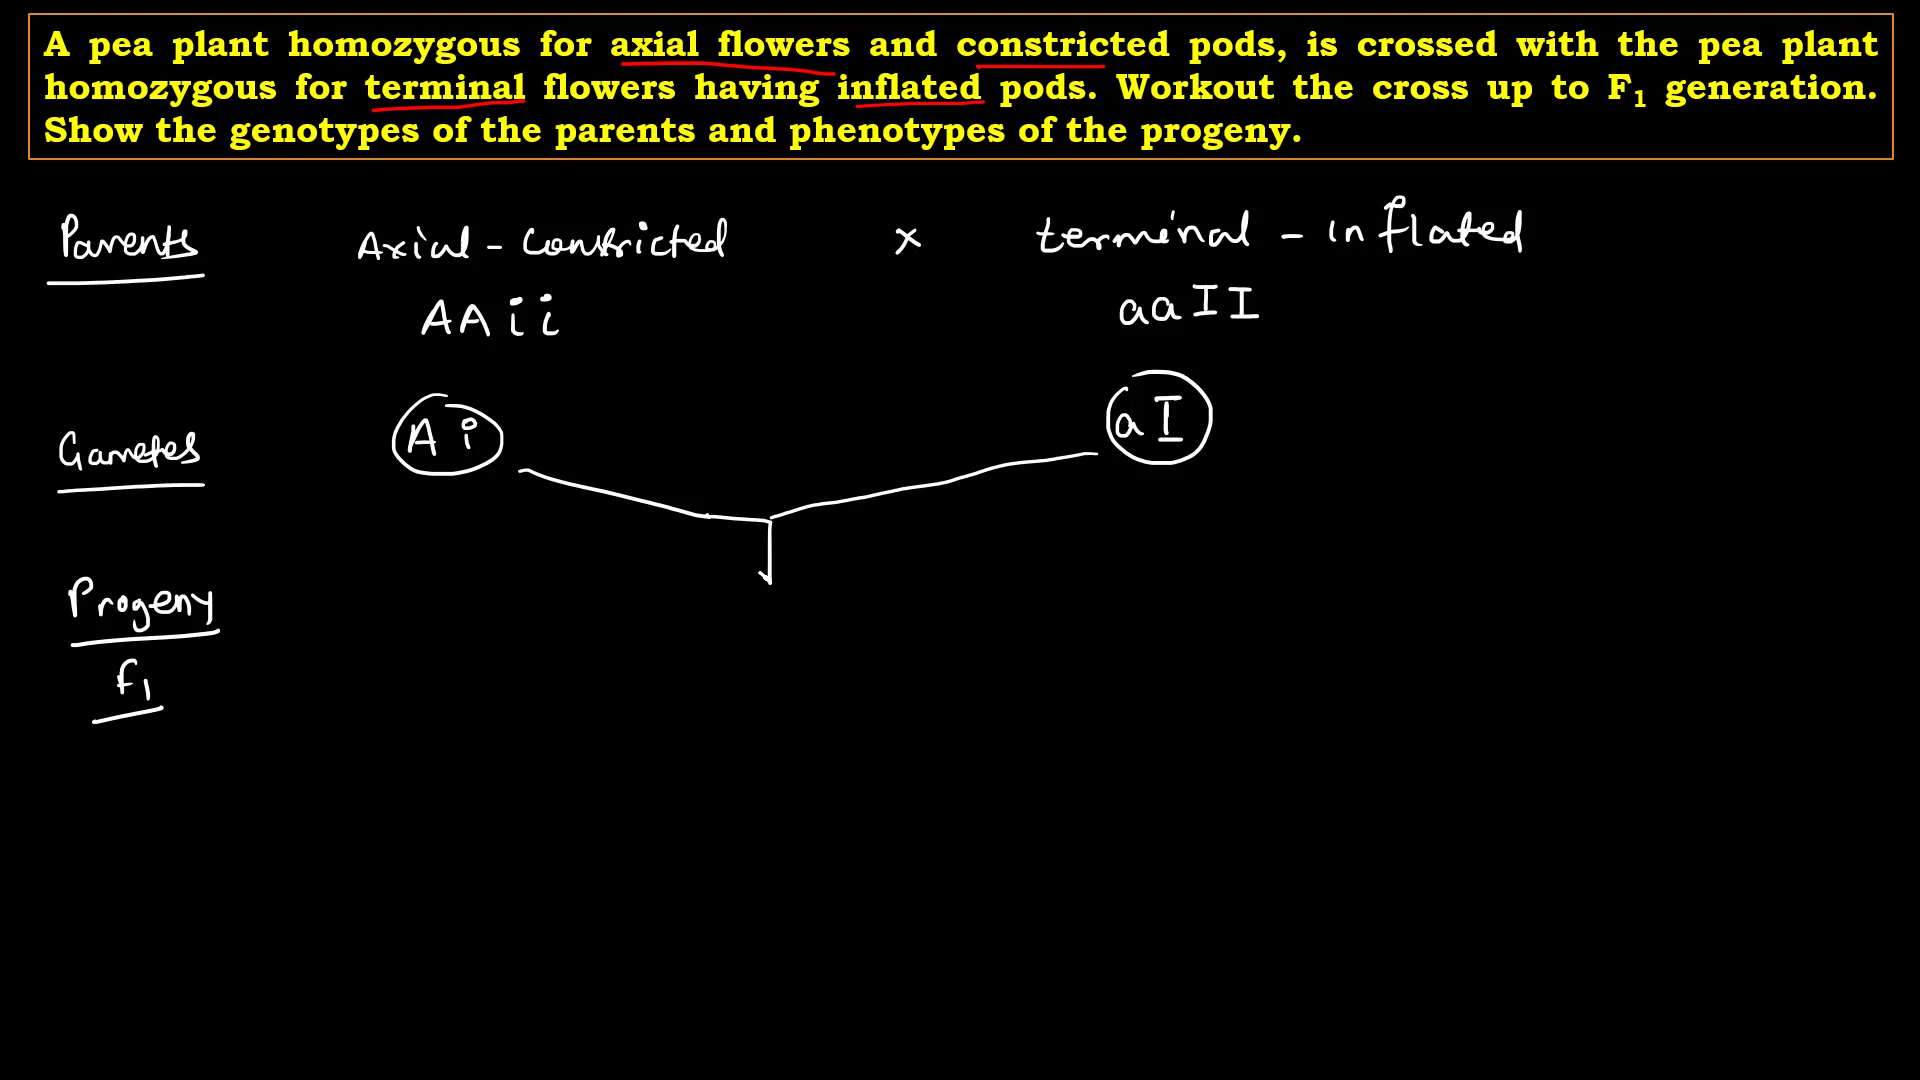 A pea plant homozygous for axial flowers and constricted pods, is crossed with the pea plant
homozygous for terminal flowers having inflated pods. Workout the cross up to F₁ generation.
Show the genotypes of the parents and phenotypes of the progeny.
Parents Axial - Constricted × terminal - inflated
AAii aaII
Gametes Ai aI
Progeny
F₁